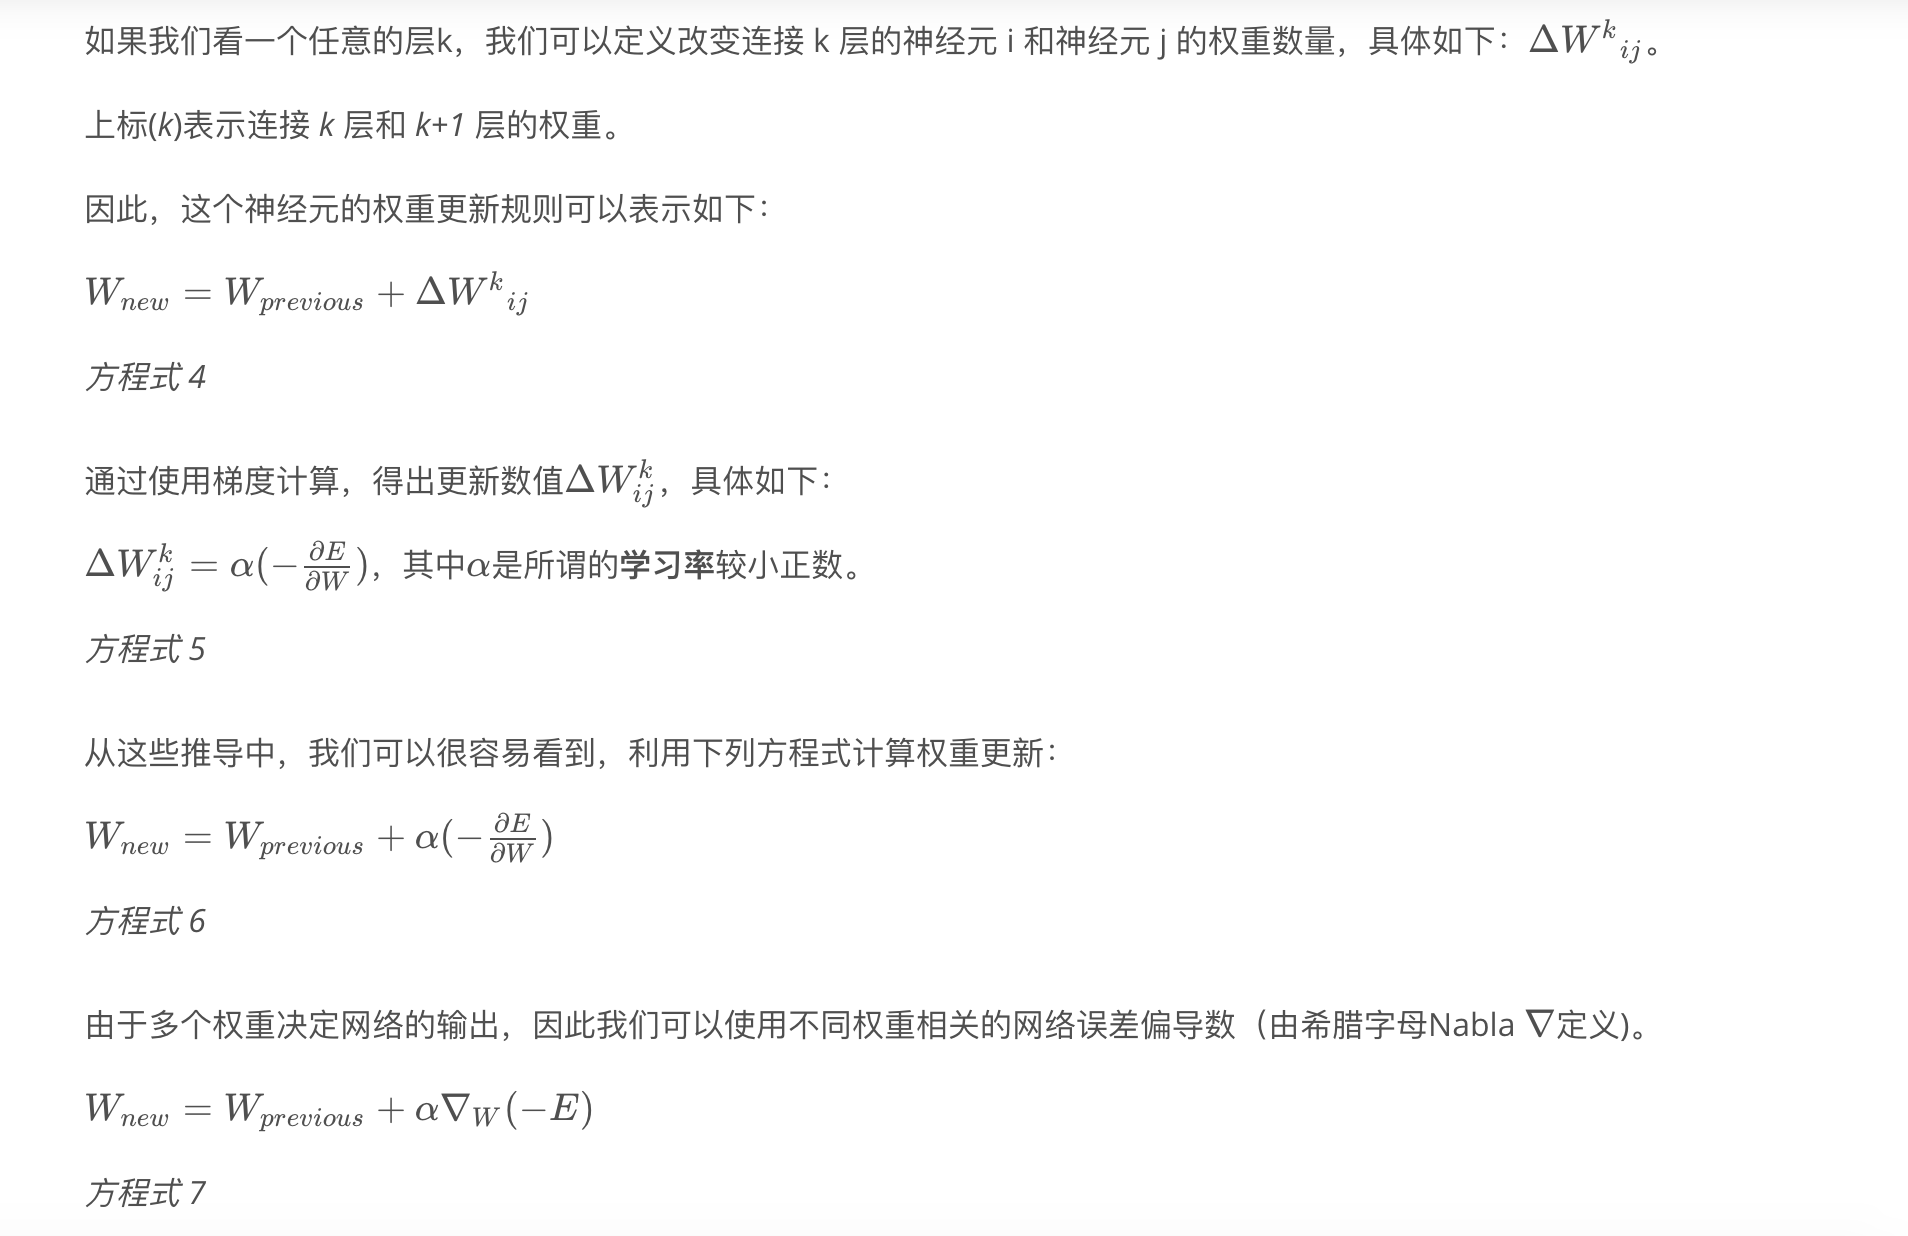 如果我们看一个任意的层k，我们可以定义改变连接 k 层的神经元 i 和神经元 j 的权重数量，具体如下：$\Delta {W^k}_{ij}$。
上标(k)表示连接 k 层和 k+1 层的权重。
因此，这个神经元的权重更新规则可以表示如下：
$W_{new} = W_{previous} + \Delta {W^k}_{ij}$
方程式 4
通过使用梯度计算，得出更新数值$\Delta W_{ij}^k$，具体如下：
$\Delta W_{ij}^k = \alpha(-\frac{\partial E}{\partial W})$，其中$\alpha$是所谓的学习率较小正数。
方程式 5
从这些推导中，我们可以很容易看到，利用下列方程式计算权重更新：
$W_{new} = W_{previous} + \alpha(-\frac{\partial E}{\partial W})$
方程式 6
由于多个权重决定网络的输出，因此我们可以使用不同权重相关的网络误差偏导数（由希腊字母Nabla ∇定义)。
$W_{new} = W_{previous} + \alpha\nabla_W(-E)$
方程式 7